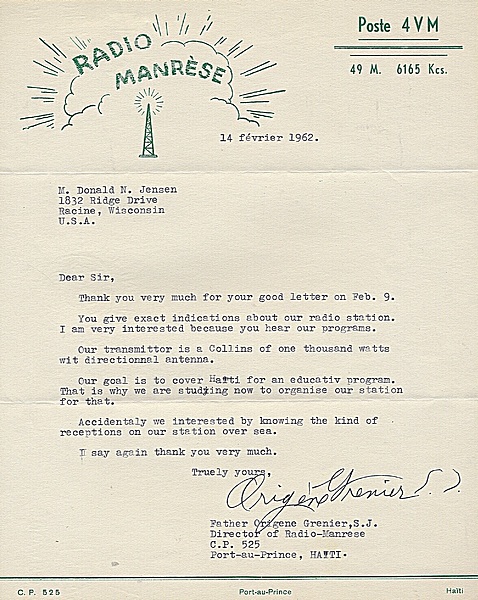 RADIO
MANRÈSE
Poste 4VM
49 M. 6165 Kcs.
14 février 1962.
M. Donald N. Jensen
1832 Ridge Drive
Racine, Wisconsin
U.S.A.
Dear Sir,
Thank you very much for your good letter on Feb. 9.
You give exact indications about our radio station.
I am very interested because you hear our programs.
Our transmittor is a Collins of one thousand watts
wit directionnal antenna.
Our goal is to cover Haïti for an educativ program.
That is why we are studying now to organise our station
for that.
Accidentaly we interested by knowing the kind of
receptions on our station over sea.
I say again thank you very much.
Truely yours,
Origène Grenier S.J.
Father Origene Grenier,S.J.
Director of Radio-Manrese
C.P. 525
Port-au-Prince, HAÏTI.
C. P. 525 Port-au-Prince Haïti